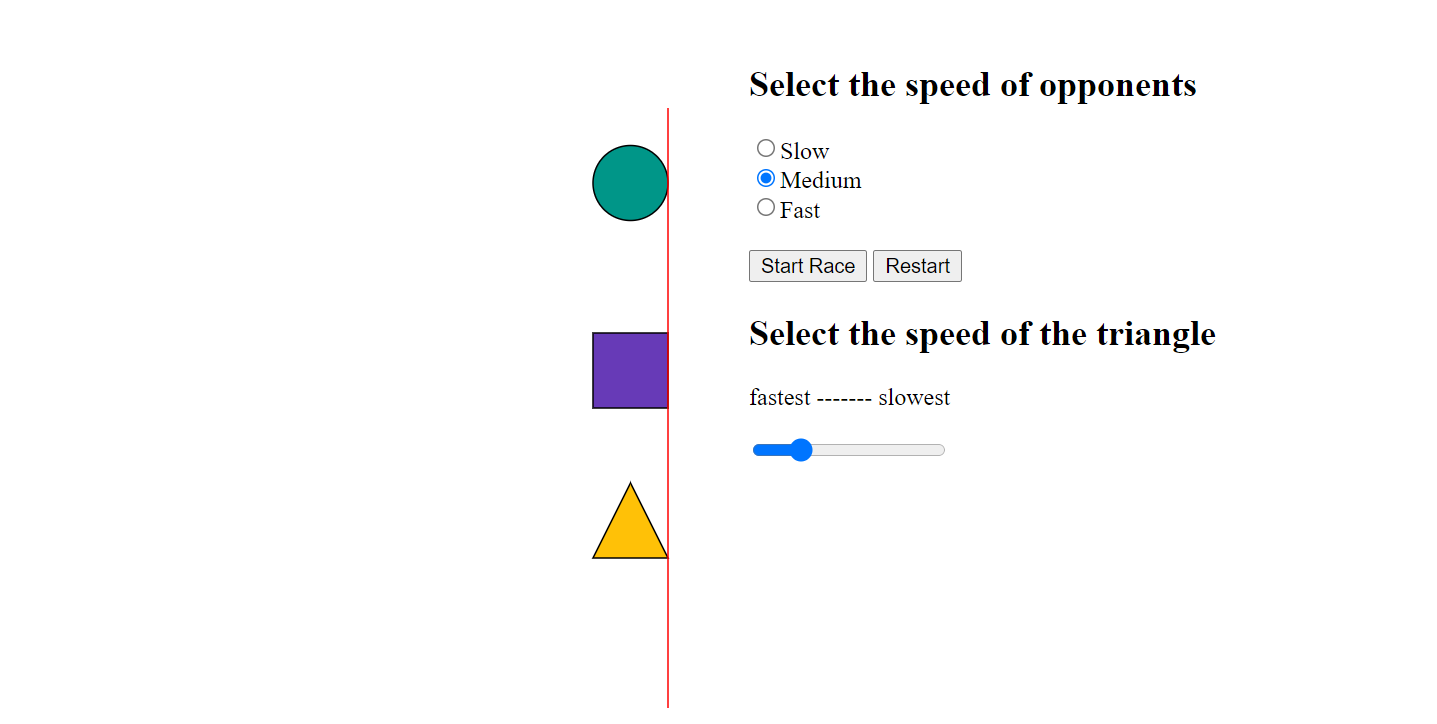 Select the speed of opponents
Slow
Medium
Fast
Start Race Restart
Select the speed of the triangle
fastest ------- slowest